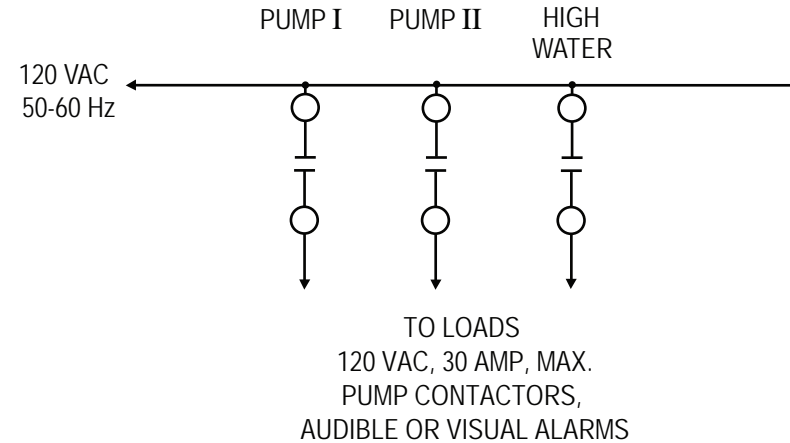 PUMP I
PUMP II
HIGH
WATER
120 VAC
50-60 Hz
TO LOADS
120 VAC, 30 AMP, MAX.
PUMP CONTACTORS,
AUDIBLE OR VISUAL ALARMS